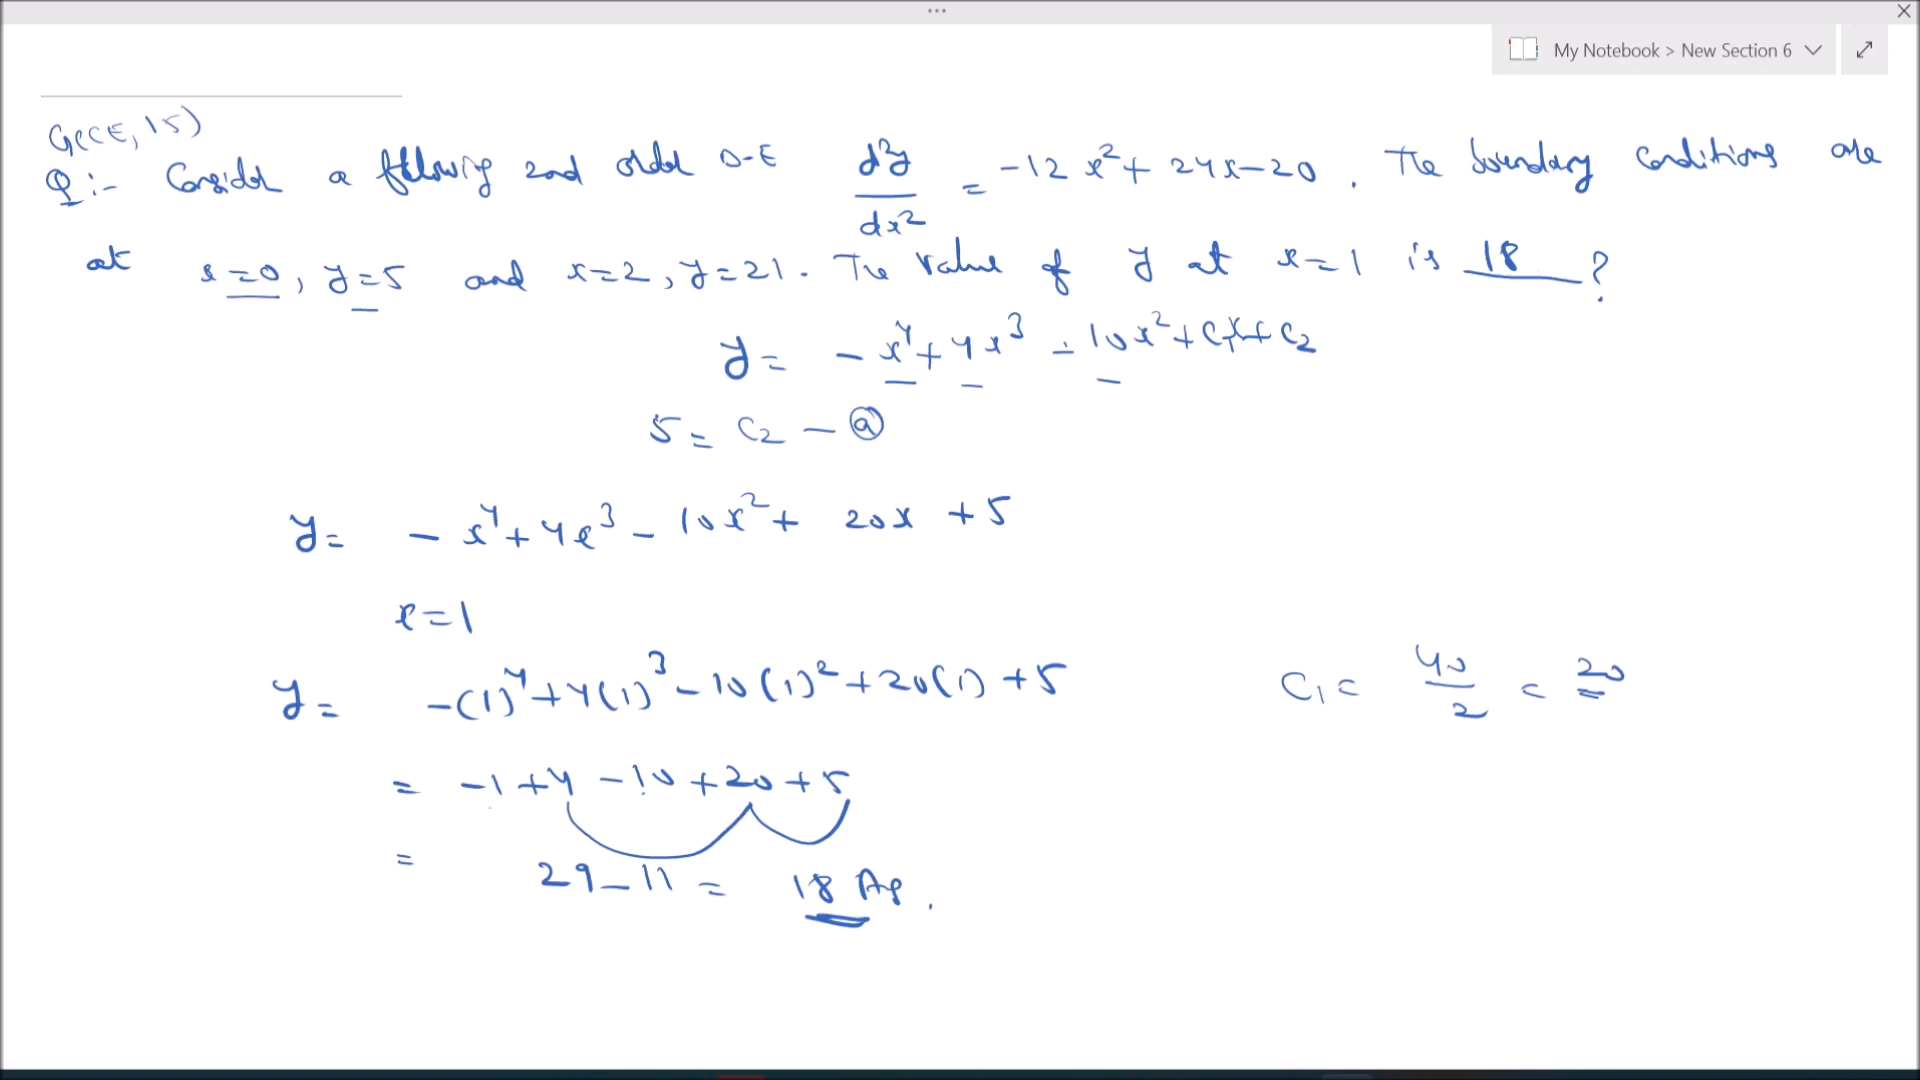 My Notebook > New Section 6
G(CE, 15)
Q:- Consider a following 2nd order D-E d²y/dx² = -12x² + 24x - 20 . The boundary conditions are
at x=0, y=5 and x=2, y=21. The value of y at x=1 is 18 ?
y = -x⁴ + 4x³ - 10x² + C₁x + C₂
5 = C₂ — ⓐ
y = -x⁴ + 4x³ - 10x² + 20x + 5
x=1
y = -(1)⁴ + 4(1)³ - 10(1)² + 20(1) + 5
C₁ = 40/2 = 20
= -1 + 4 - 10 + 20 + 5
= 29 - 11 = 18 .